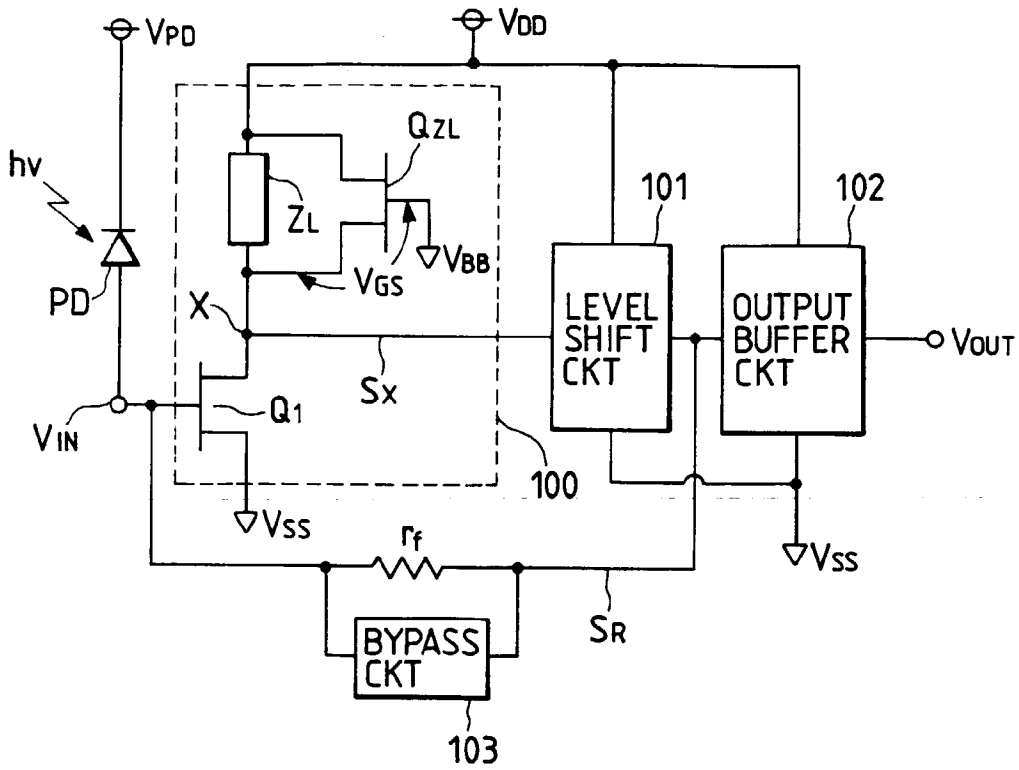 VPD
VDD
hν
QZL
ZL
101
102
VBB
PD
VGS
X
LEVEL
SHIFT
CKT
OUTPUT
BUFFER
CKT
VOUT
SX
Q1
VIN
100
VSS
rf
VSS
SR
BYPASS
CKT
103